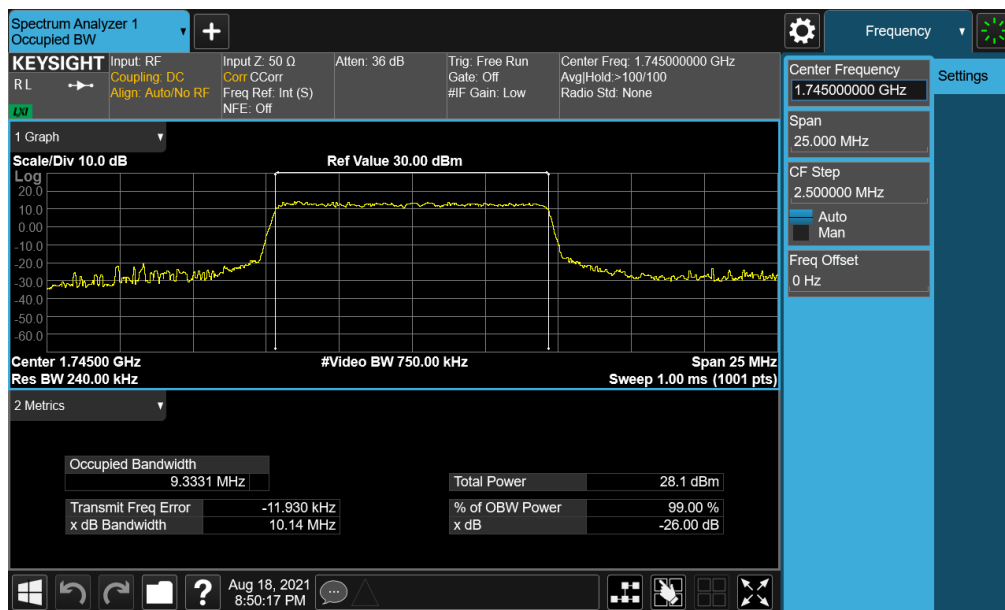 Spectrum Analyzer 1
Occupied BW
+
Frequency
KEYSIGHT
RL
LXI
Input: RF
Coupling: DC
Align: Auto/No RF
Input Z: 50 Ω
Corr CCorr
Freq Ref: Int (S)
NFE: Off
Atten: 36 dB
Trig: Free Run
Gate: Off
#IF Gain: Low
Center Freq: 1.745000000 GHz
Avg|Hold:>100/100
Radio Std: None
Center Frequency
1.745000000 GHz
Settings
Span
25.000 MHz
CF Step
2.500000 MHz
Auto
Man
Freq Offset
0 Hz
1 Graph
Scale/Div 10.0 dB
Ref Value 30.00 dBm
Log
20.0
10.0
0.00
-10.0
-20.0
-30.0
-40.0
-50.0
-60.0
Center 1.74500 GHz
#Video BW 750.00 kHz
Span 25 MHz
Res BW 240.00 kHz
Sweep 1.00 ms (1001 pts)
2 Metrics
Occupied Bandwidth
9.3331 MHz
Total Power 28.1 dBm
Transmit Freq Error -11.930 kHz
% of OBW Power 99.00 %
x dB Bandwidth 10.14 MHz
x dB -26.00 dB
?
Aug 18, 2021
8:50:17 PM